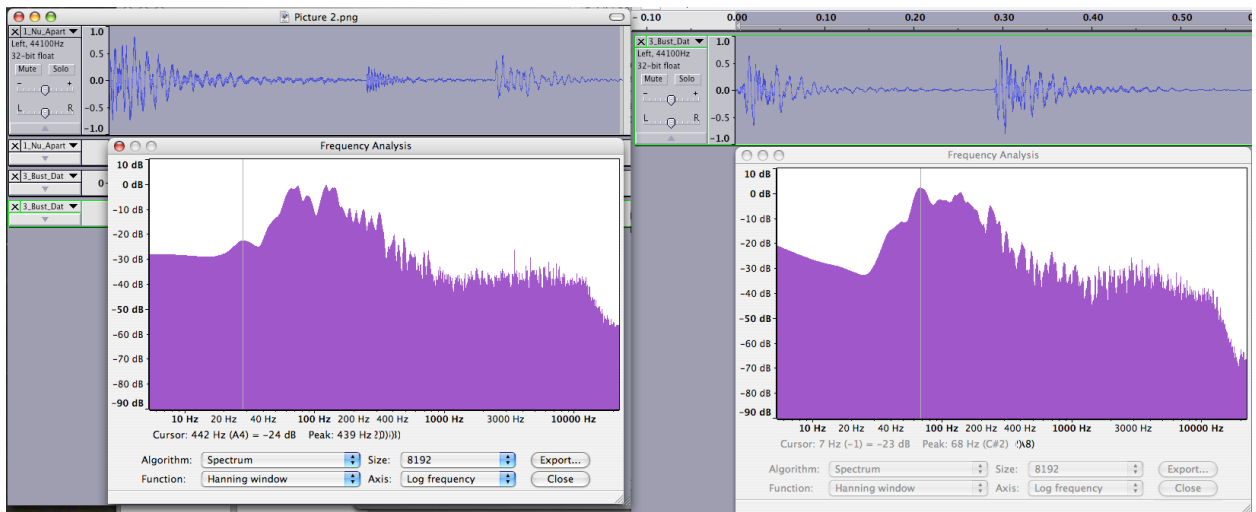 Picture 2.png
1_Nu_Apart
Left, 44100Hz
32-bit float
Mute Solo
- +
L R
1.0
0.5
0.0
-0.5
-1.0
1_Nu_Apart
3_Bust_Dat
0-
3_Bust_Dat
Frequency Analysis
10 dB
0 dB
-10 dB
-20 dB
-30 dB
-40 dB
-50 dB
-60 dB
-70 dB
-80 dB
-90 dB
10 Hz 20 Hz 40 Hz 100 Hz 200 Hz 400 Hz 1000 Hz 3000 Hz 10000 Hz
Cursor: 442 Hz (A4) = -24 dB Peak: 439 Hz
Algorithm: Spectrum Size: 8192 Export...
Function: Hanning window Axis: Log frequency Close
- 0.10 0.00 0.10 0.20 0.30 0.40 0.50
3_Bust_Dat
Left, 44100Hz
32-bit float
Mute Solo
- +
L R
1.0
0.5
0.0
-0.5
-1.0
Frequency Analysis
10 dB
0 dB
-10 dB
-20 dB
-30 dB
-40 dB
-50 dB
-60 dB
-70 dB
-80 dB
-90 dB
10 Hz 20 Hz 40 Hz 100 Hz 200 Hz 400 Hz 1000 Hz 3000 Hz 10000 Hz
Cursor: 7 Hz (-1) = -23 dB Peak: 68 Hz (C#2)
Algorithm: Spectrum Size: 8192 Export...
Function: Hanning window Axis: Log frequency Close